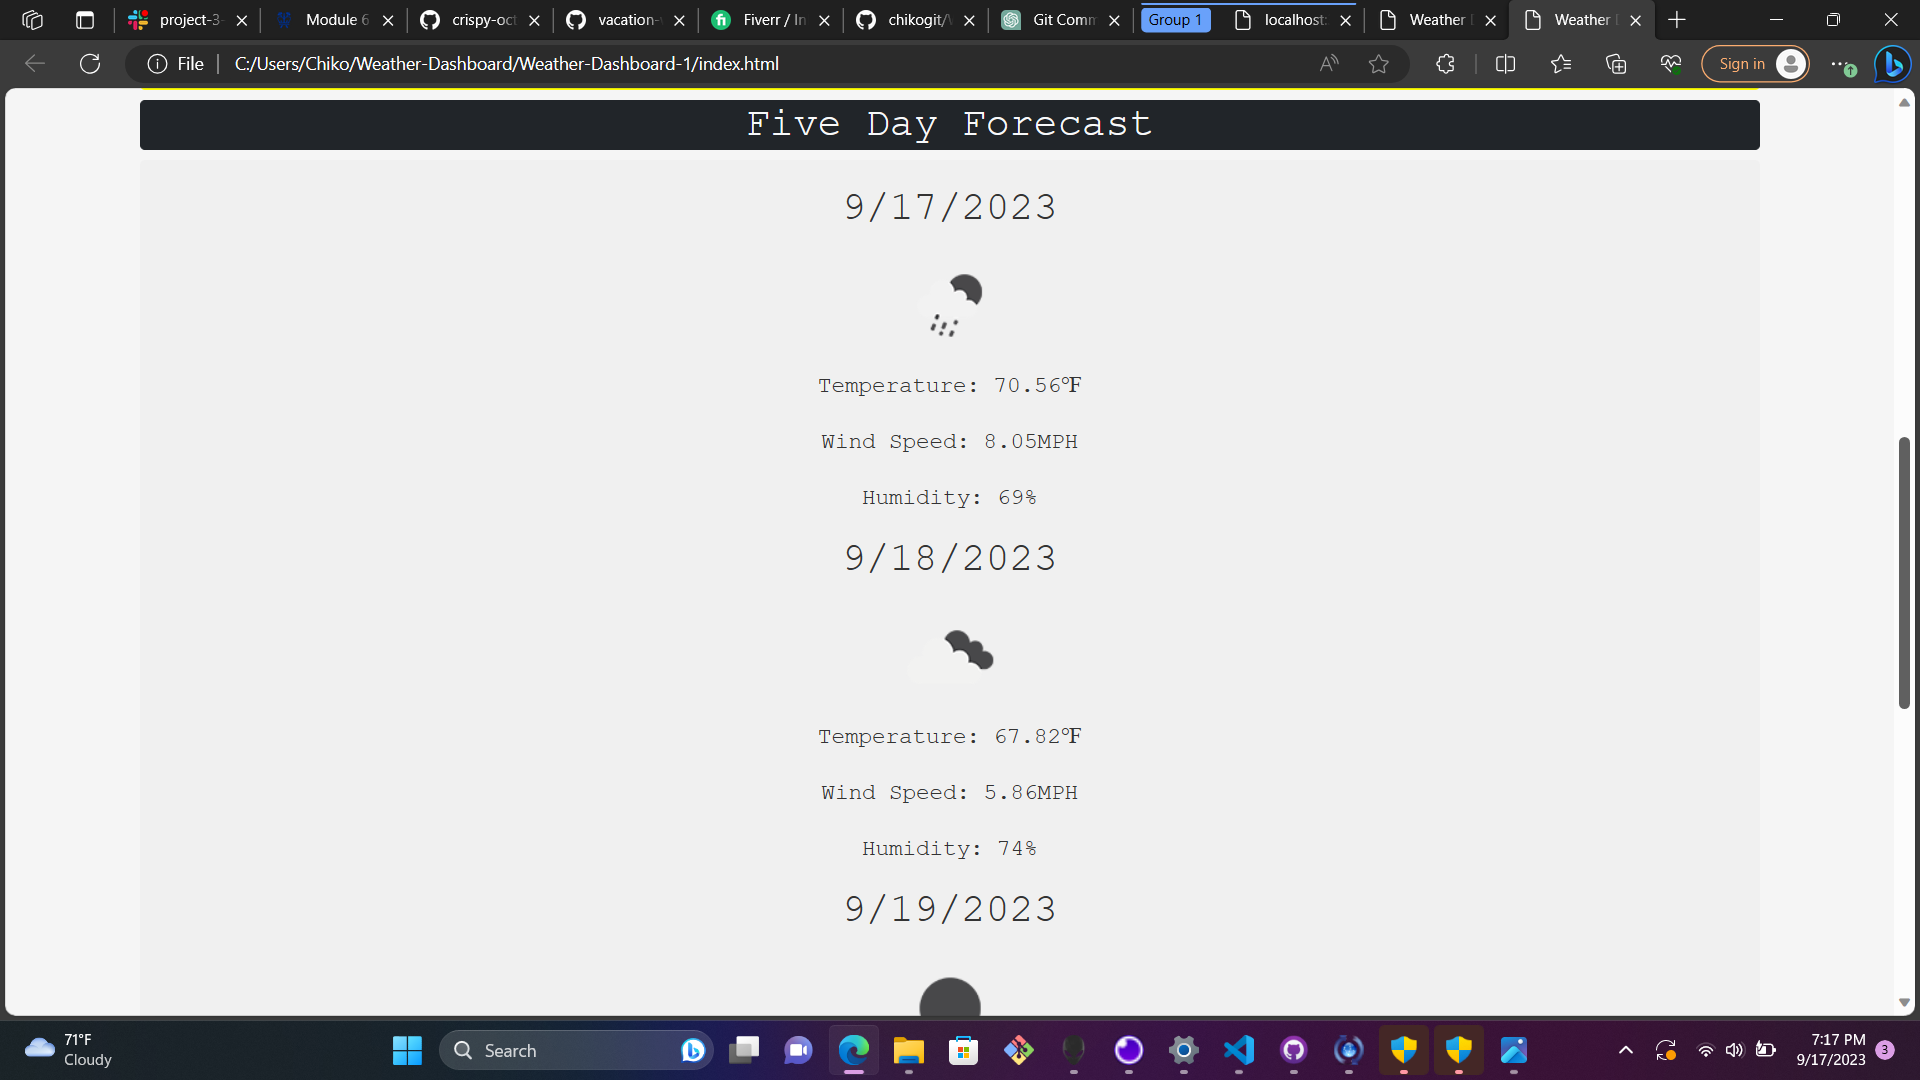 project-3-
Module 6
crispy-oct
vacation-
Fiverr / In
chikogit/
Git Comm
Group 1
localhost:
Weather
Weather
File
C:/Users/Chiko/Weather-Dashboard/Weather-Dashboard-1/index.html
Sign in
Five Day Forecast
9/17/2023
Temperature: 70.56℉
Wind Speed: 8.05MPH
Humidity: 69%
9/18/2023
Temperature: 67.82℉
Wind Speed: 5.86MPH
Humidity: 74%
9/19/2023
71°F
Cloudy
Search
7:17 PM
9/17/2023
3